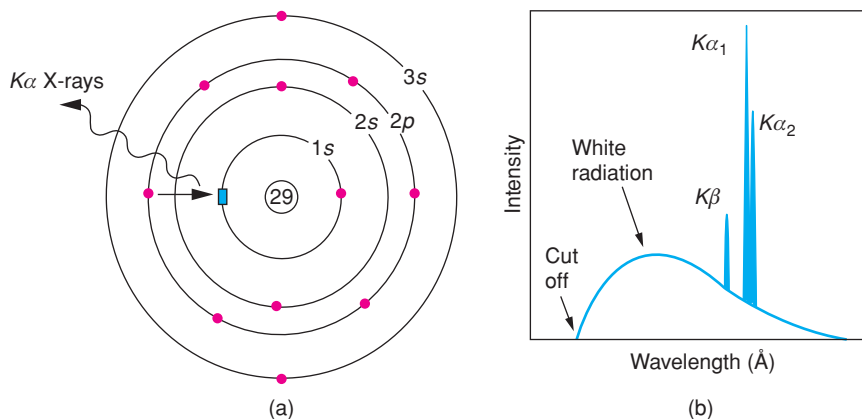 Kα X-rays
3s
2s
2p
1s
29
(a)
Intensity
Kα1
Kα2
White
radiation
Kβ
Cut
off
Wavelength (Å)
(b)